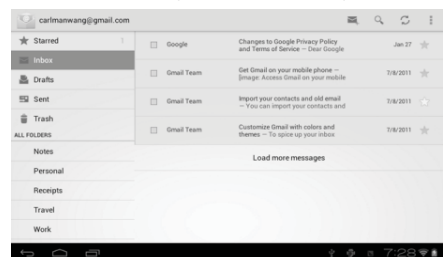 carlmanwang@gmail.com
Starred
Inbox
Drafts
Sent
Trash
ALL FOLDERS
Notes
Personal
Receipts
Travel
Work
Google
Changes to Google Privacy Policy
and Terms of Service — Dear Google
Jan 27
Gmail Team
Get Gmail on your mobile phone —
Image: Access Gmail on your mobile
7/8/2011
Gmail Team
Import your contacts and old email
— You can import your contacts and
7/8/2011
Gmail Team
Customize Gmail with colors and
themes — To spice up your inbox
7/8/2011
Load more messages
7:28